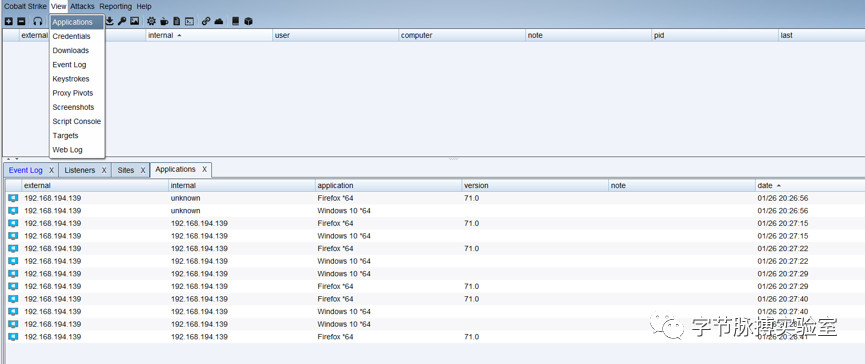 Cobalt Strike View Attacks Reporting Help
Applications
Credentials
Downloads
Event Log
Keystrokes
Proxy Pivots
Screenshots
Script Console
Targets
Web Log
external internal user computer note pid last
Event Log X Listeners X Sites X Applications X
external internal application version note date
192.168.194.139 unknown Firefox *64 71.0 01/26 20:26:56
192.168.194.139 unknown Windows 10 *64 01/26 20:26:56
192.168.194.139 192.168.194.139 Firefox *64 71.0 01/26 20:27:15
192.168.194.139 192.168.194.139 Windows 10 *64 01/26 20:27:15
192.168.194.139 192.168.194.139 Firefox *64 71.0 01/26 20:27:22
192.168.194.139 192.168.194.139 Windows 10 *64 01/26 20:27:22
192.168.194.139 192.168.194.139 Windows 10 *64 01/26 20:27:29
192.168.194.139 192.168.194.139 Firefox *64 71.0 01/26 20:27:29
192.168.194.139 192.168.194.139 Firefox *64 71.0 01/26 20:27:40
192.168.194.139 192.168.194.139 Windows 10 *64 01/26 20:27:40
192.168.194.139 192.168.194.139 Windows 10 *64
192.168.194.139 192.168.194.139 Firefox *64 71.0 01/26 20:28:41
字节脉搏实验室